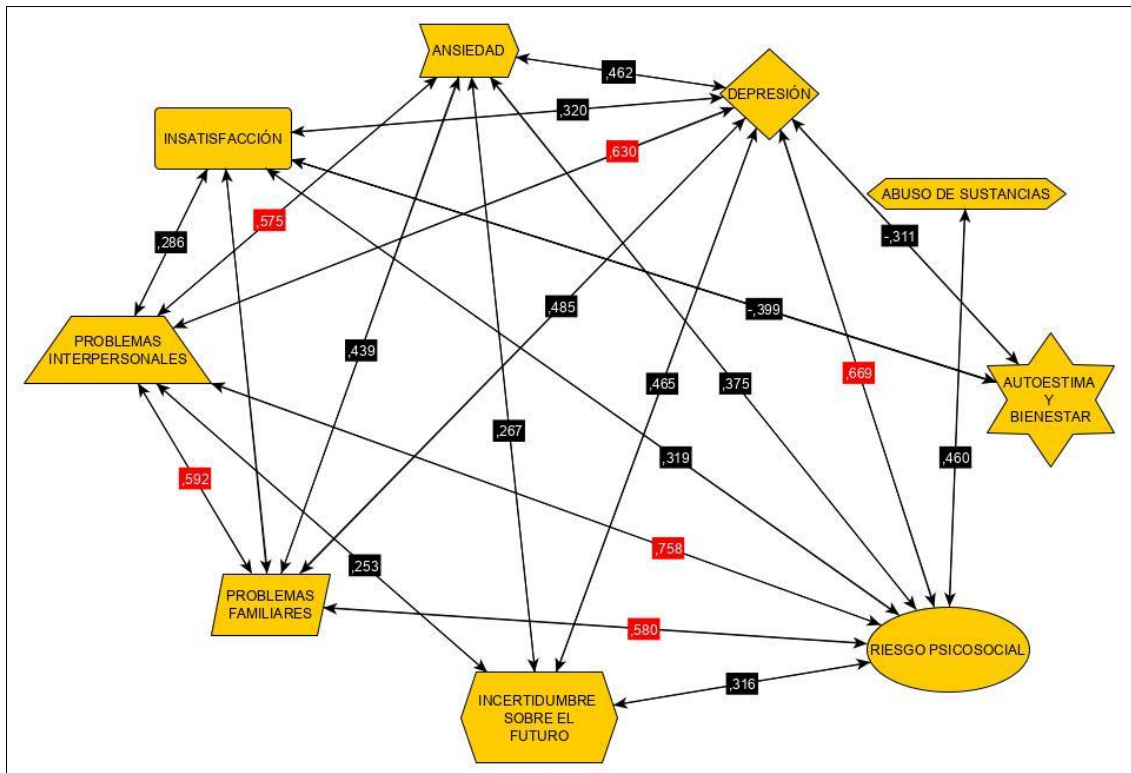 ANSIEDAD
,462
DEPRESIÓN
,320
INSATISFACCIÓN
,630
ABUSO DE SUSTANCIAS
,575
-,311
,286
,485
-,399
PROBLEMAS
INTERPERSONALES
,439
,465
,375
,669
AUTOESTIMA
Y
BIENESTAR
,267
,319
,460
,592
,758
,253
PROBLEMAS
FAMILIARES
,580
RIESGO PSICOSOCIAL
,316
INCERTIDUMBRE
SOBRE EL
FUTURO